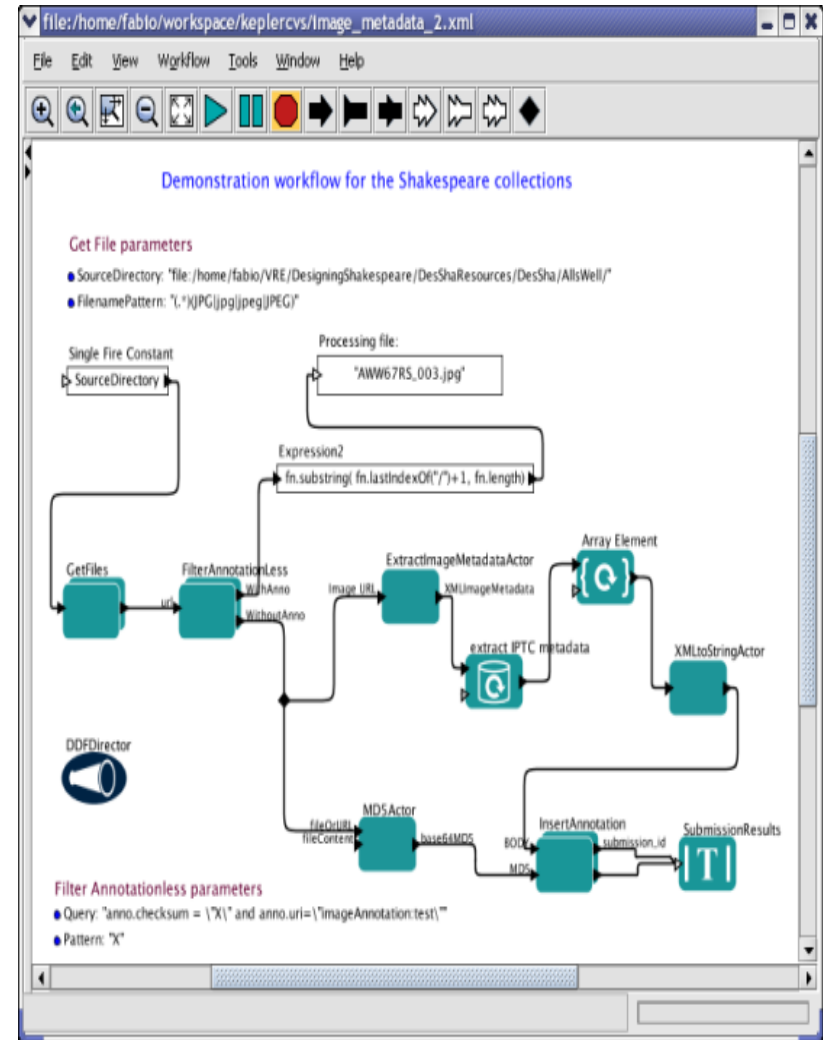 file:/home/fabio/workspace/keplercvs/image_metadata_2.xml
File Edit View Workflow Tools Window Help
Demonstration workflow for the Shakespeare collections
Get File parameters
SourceDirectory: "file:/home/fabio/VRE/DesigningShakespeare/DesShaResources/DesSha/AllsWell/"
FilenamePattern: "(.*)(JPG|jpg|jpeg|JPEG)"
Processing file:
Single Fire Constant
"AWW67RS_003.jpg"
SourceDirectory
Expression2
fn.substring( fn.lastIndexOf("/")+1, fn.length)
Array Element
ExtractImageMetadataActor
GetFiles
FilterAnnotationLess
WithAnno
Image URL
XMLImageMetadata
url
WithoutAnno
extract IPTC metadata
XMLtoStringActor
DDFDirector
MD5Actor
fileOrURL
fileContent
base64MD5
InsertAnnotation
BODY
submission_id
SubmissionResults
MD5
T
Filter Annotationless parameters
Query: "anno.checksum = \"X\" and anno.uri=\"imageAnnotation:test\""
Pattern: "X"